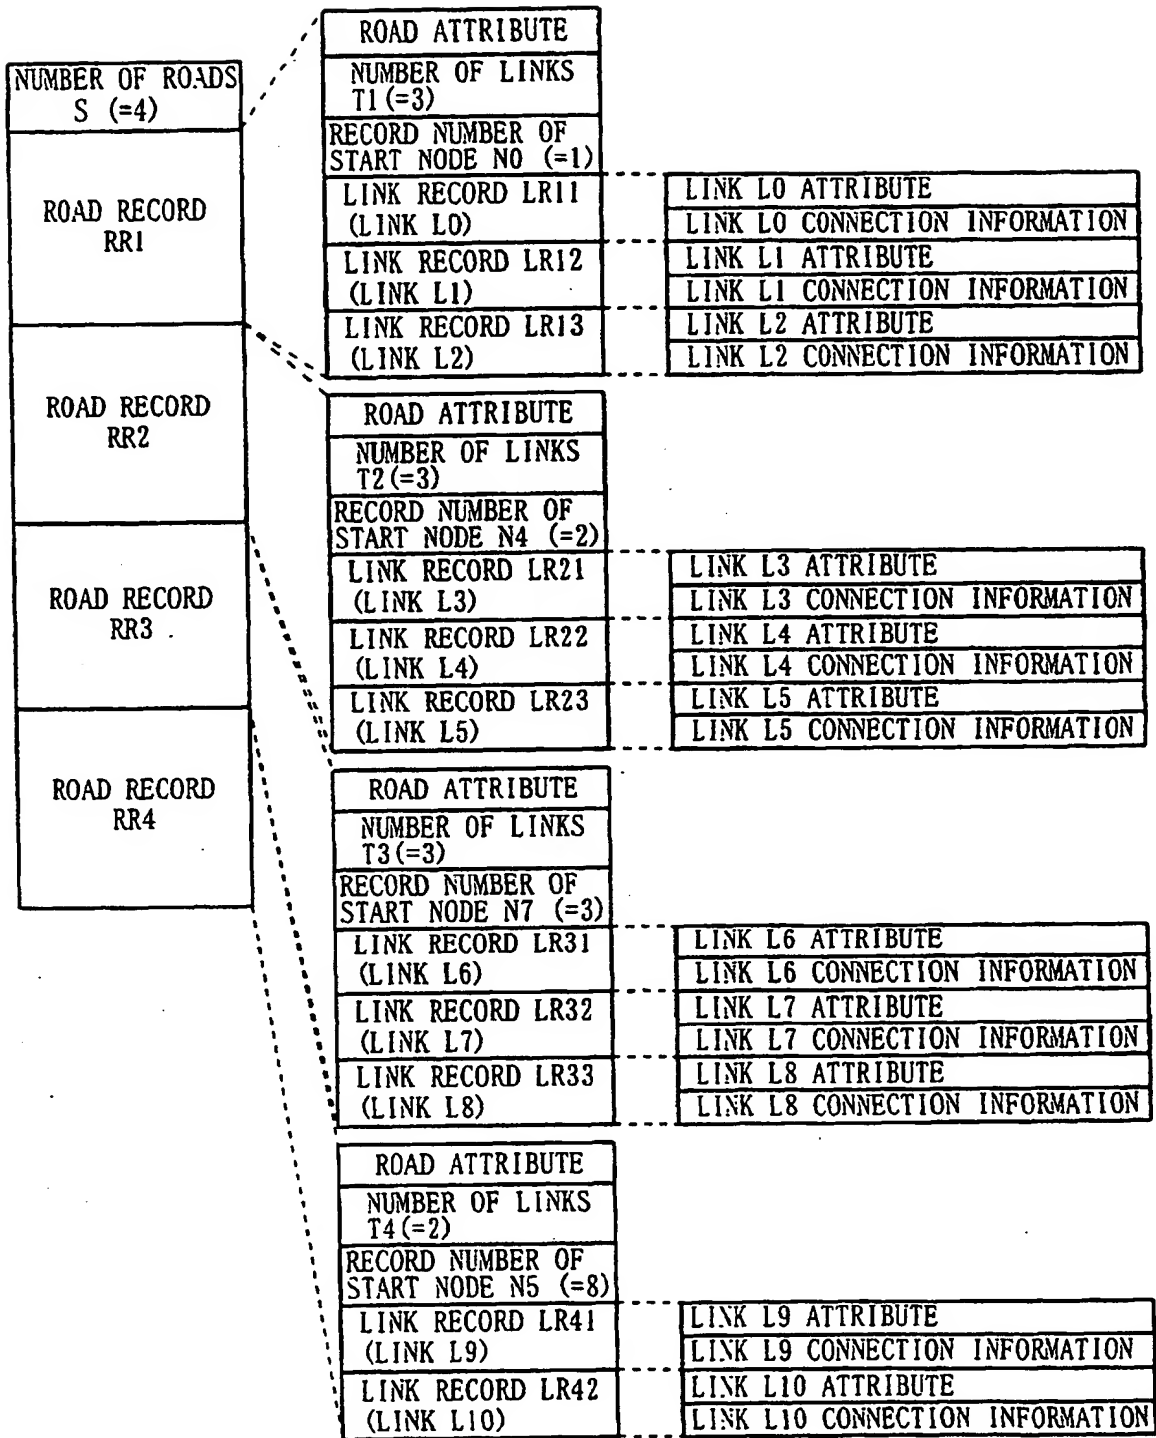 NUMBER OF ROADS
S (=4)
ROAD RECORD
RR1
ROAD RECORD
RR2
ROAD RECORD
RR3
ROAD RECORD
RR4
ROAD ATTRIBUTE
NUMBER OF LINKS
T1(=3)
RECORD NUMBER OF
START NODE N0 (=1)
LINK RECORD LR11
(LINK L0)
LINK RECORD LR12
(LINK L1)
LINK RECORD LR13
(LINK L2)
LINK L0 ATTRIBUTE
LINK L0 CONNECTION INFORMATION
LINK L1 ATTRIBUTE
LINK L1 CONNECTION INFORMATION
LINK L2 ATTRIBUTE
LINK L2 CONNECTION INFORMATION
ROAD ATTRIBUTE
NUMBER OF LINKS
T2(=3)
RECORD NUMBER OF
START NODE N4 (=2)
LINK RECORD LR21
(LINK L3)
LINK RECORD LR22
(LINK L4)
LINK RECORD LR23
(LINK L5)
LINK L3 ATTRIBUTE
LINK L3 CONNECTION INFORMATION
LINK L4 ATTRIBUTE
LINK L4 CONNECTION INFORMATION
LINK L5 ATTRIBUTE
LINK L5 CONNECTION INFORMATION
ROAD ATTRIBUTE
NUMBER OF LINKS
T3(=3)
RECORD NUMBER OF
START NODE N7 (=3)
LINK RECORD LR31
(LINK L6)
LINK RECORD LR32
(LINK L7)
LINK RECORD LR33
(LINK L8)
LINK L6 ATTRIBUTE
LINK L6 CONNECTION INFORMATION
LINK L7 ATTRIBUTE
LINK L7 CONNECTION INFORMATION
LINK L8 ATTRIBUTE
LINK L8 CONNECTION INFORMATION
ROAD ATTRIBUTE
NUMBER OF LINKS
T4(=2)
RECORD NUMBER OF
START NODE N5 (=8)
LINK RECORD LR41
(LINK L9)
LINK RECORD LR42
(LINK L10)
LINK L9 ATTRIBUTE
LINK L9 CONNECTION INFORMATION
LINK L10 ATTRIBUTE
LINK L10 CONNECTION INFORMATION